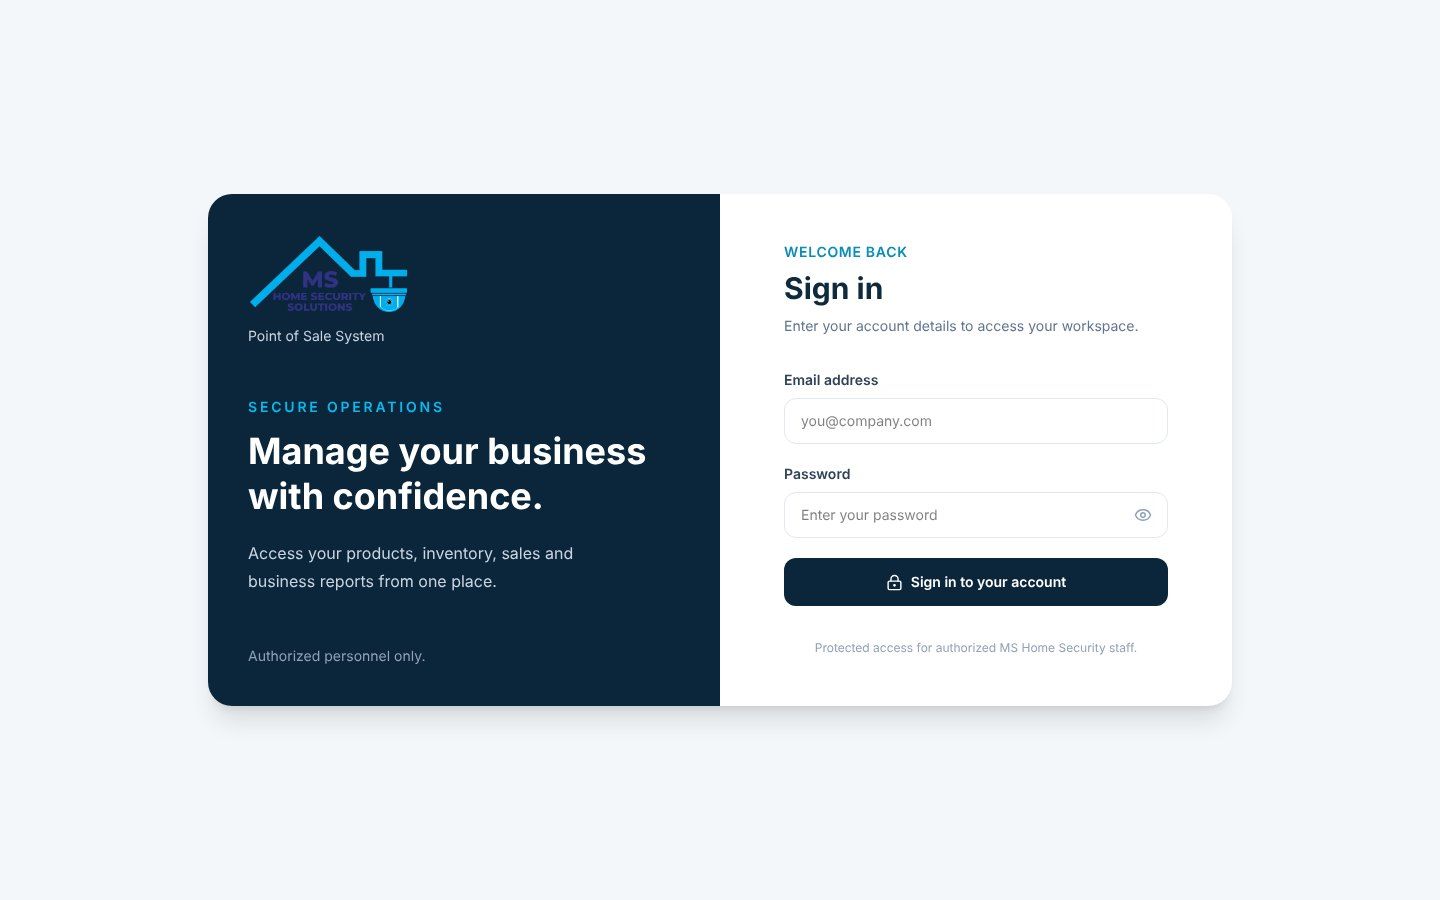 MS
HOME SECURITY
SOLUTIONS
Point of Sale System
SECURE OPERATIONS
Manage your business
with confidence.
Access your products, inventory, sales and
business reports from one place.
Authorized personnel only.
WELCOME BACK
Sign in
Enter your account details to access your workspace.
Email address
you@company.com
Password
Enter your password
Sign in to your account
Protected access for authorized MS Home Security staff.